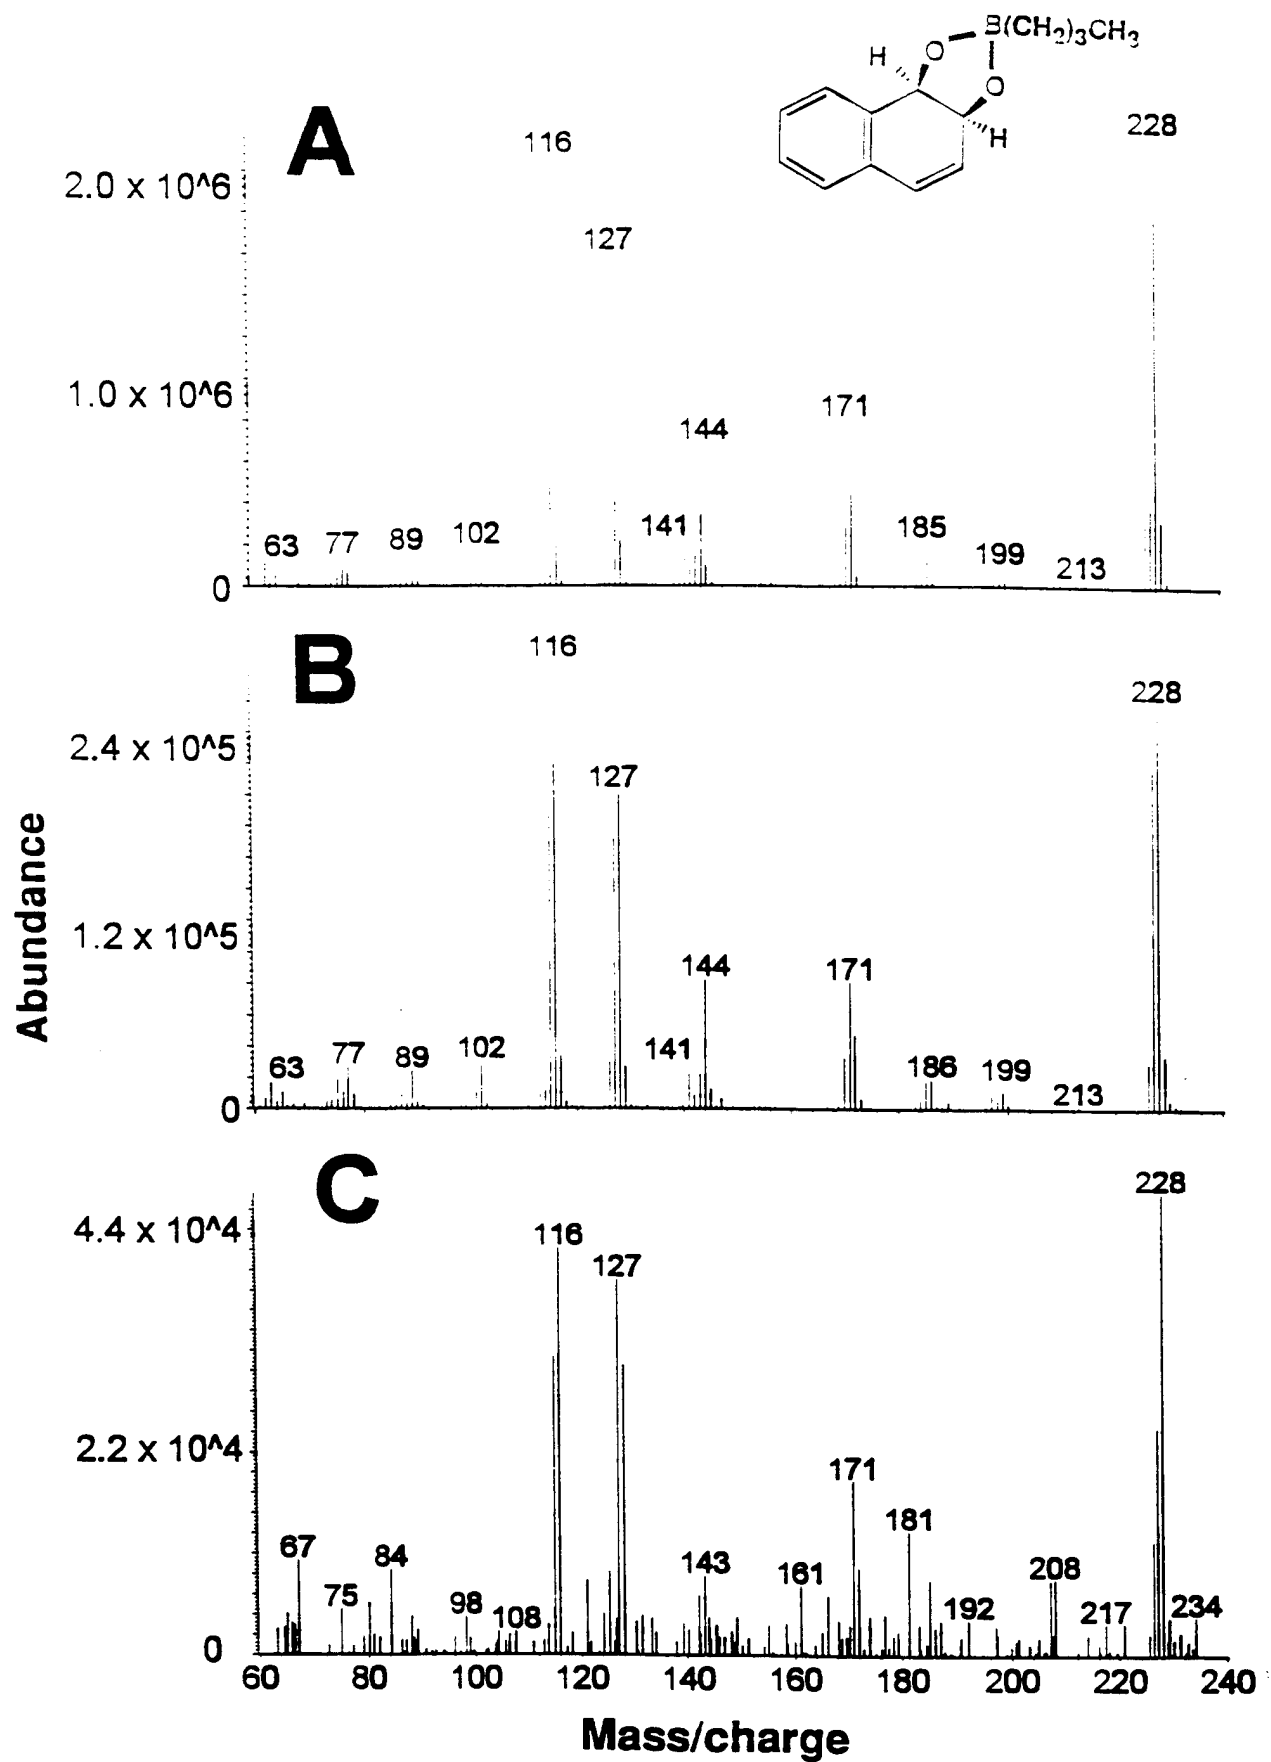 B(CH2)3CH3
O
H
O
H
A
116
228
2.0 x 10^6
127
1.0 x 10^6
171
144
141
185
63
77
89
102
199
213
0
B
116
228
2.4 x 10^5
127
1.2 x 10^5
144
171
141
63
77
89
102
186
199
213
0
C
228
4.4 x 10^4
116
127
2.2 x 10^4
171
181
67
84
143
161
208
75
98
108
192
217
234
0
60 80 100 120 140 160 180 200 220 240
Abundance
Mass/charge